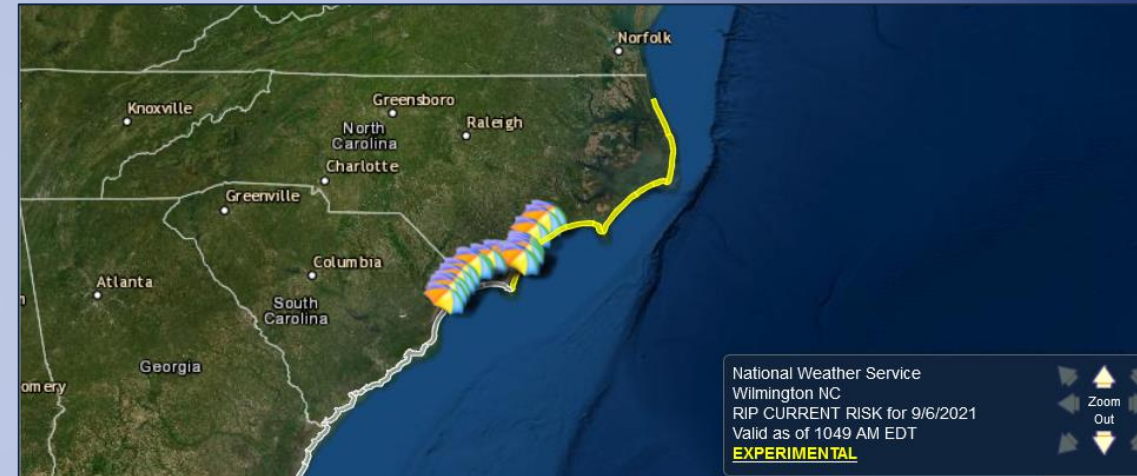 Norfolk
Knoxville
Greensboro
North
Carolina
Raleigh
Charlotte
Greenville
Columbia
Atlanta
South
Carolina
Georgia
omery
National Weather Service
Wilmington NC
RIP CURRENT RISK for 9/6/2021
Valid as of 1049 AM EDT
EXPERIMENTAL
Zoom
Out